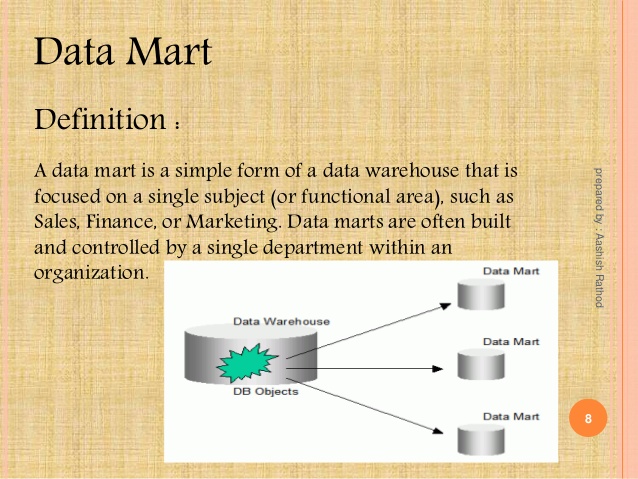 Data Mart
Definition :
A data mart is a simple form of a data warehouse that is
focused on a single subject (or functional area), such as
Sales, Finance, or Marketing. Data marts are often built
and controlled by a single department within an
organization.
Data Mart
Data Warehouse
Data Mart
DB Objects
Data Mart
prepared by : Aashish Rathod
8